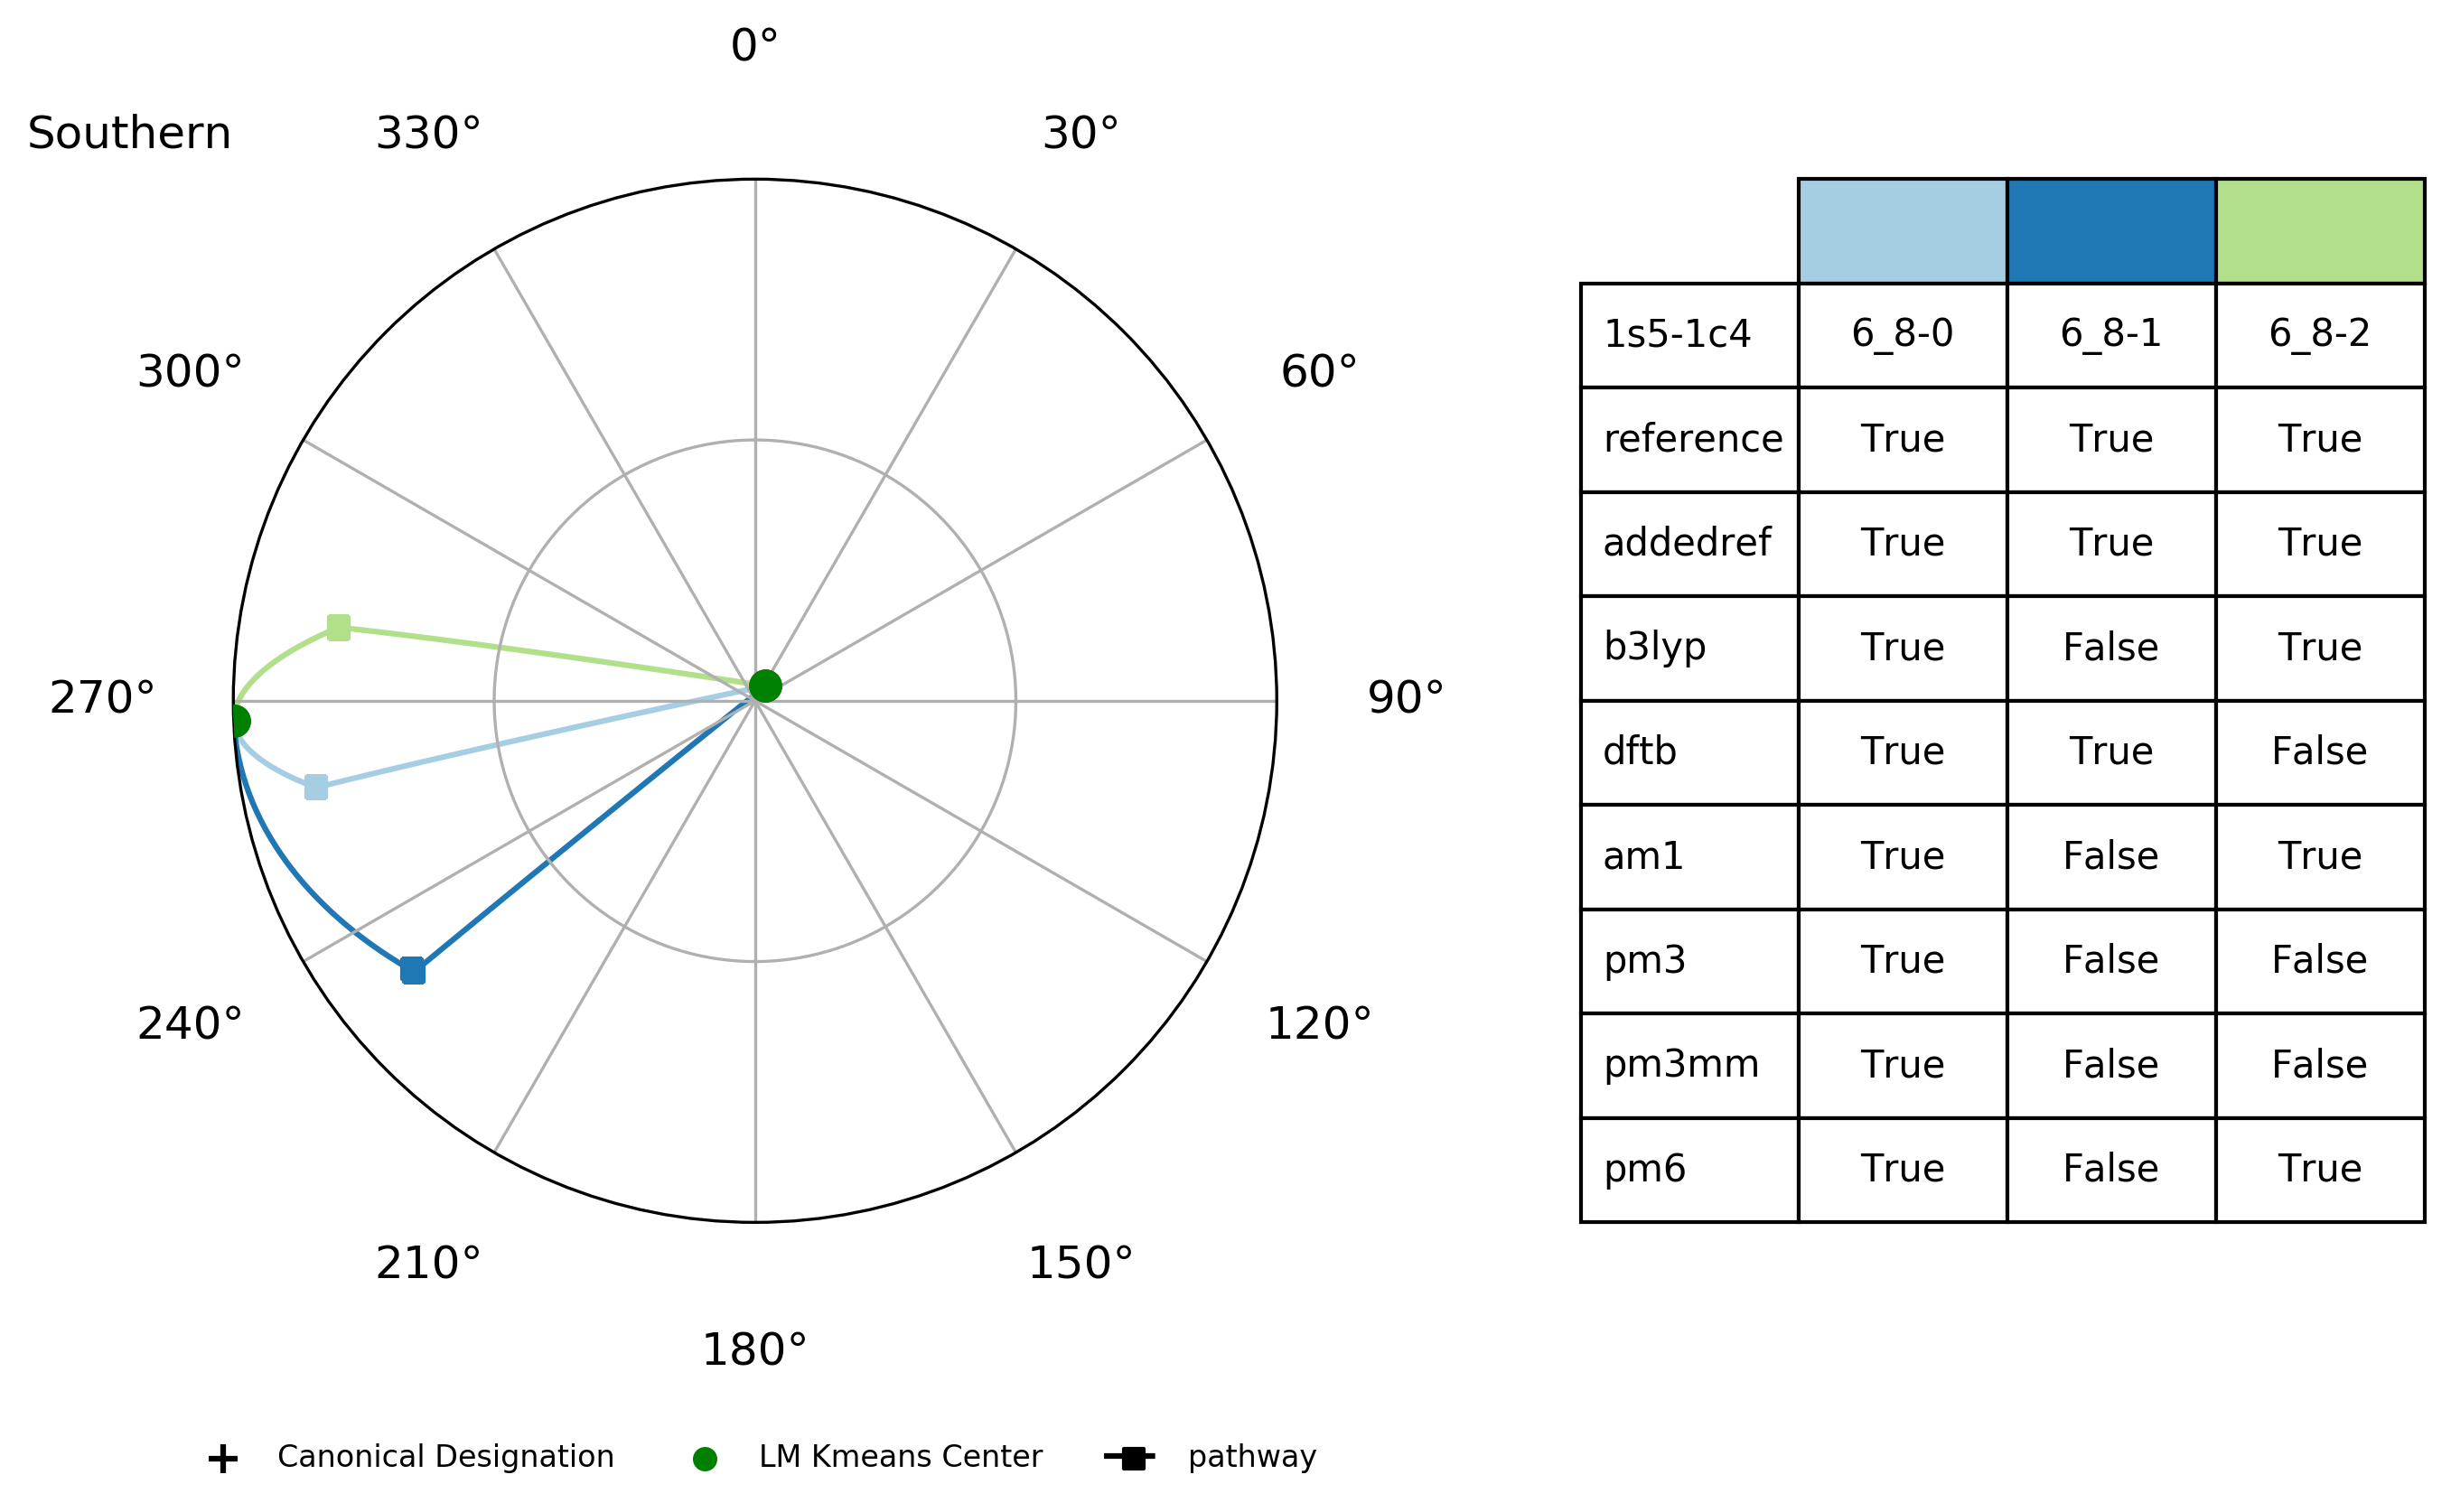 0°
Southern
330°
30°
300°
60°
270°
90°
240°
120°
210°
150°
180°
Canonical Designation
LM Kmeans Center
pathway
1s5-1c4 6_8-0 6_8-1 6_8-2
reference True True True
addedref True True True
b3lyp True False True
dftb True True False
am1 True False True
pm3 True False False
pm3mm True False False
pm6 True False True